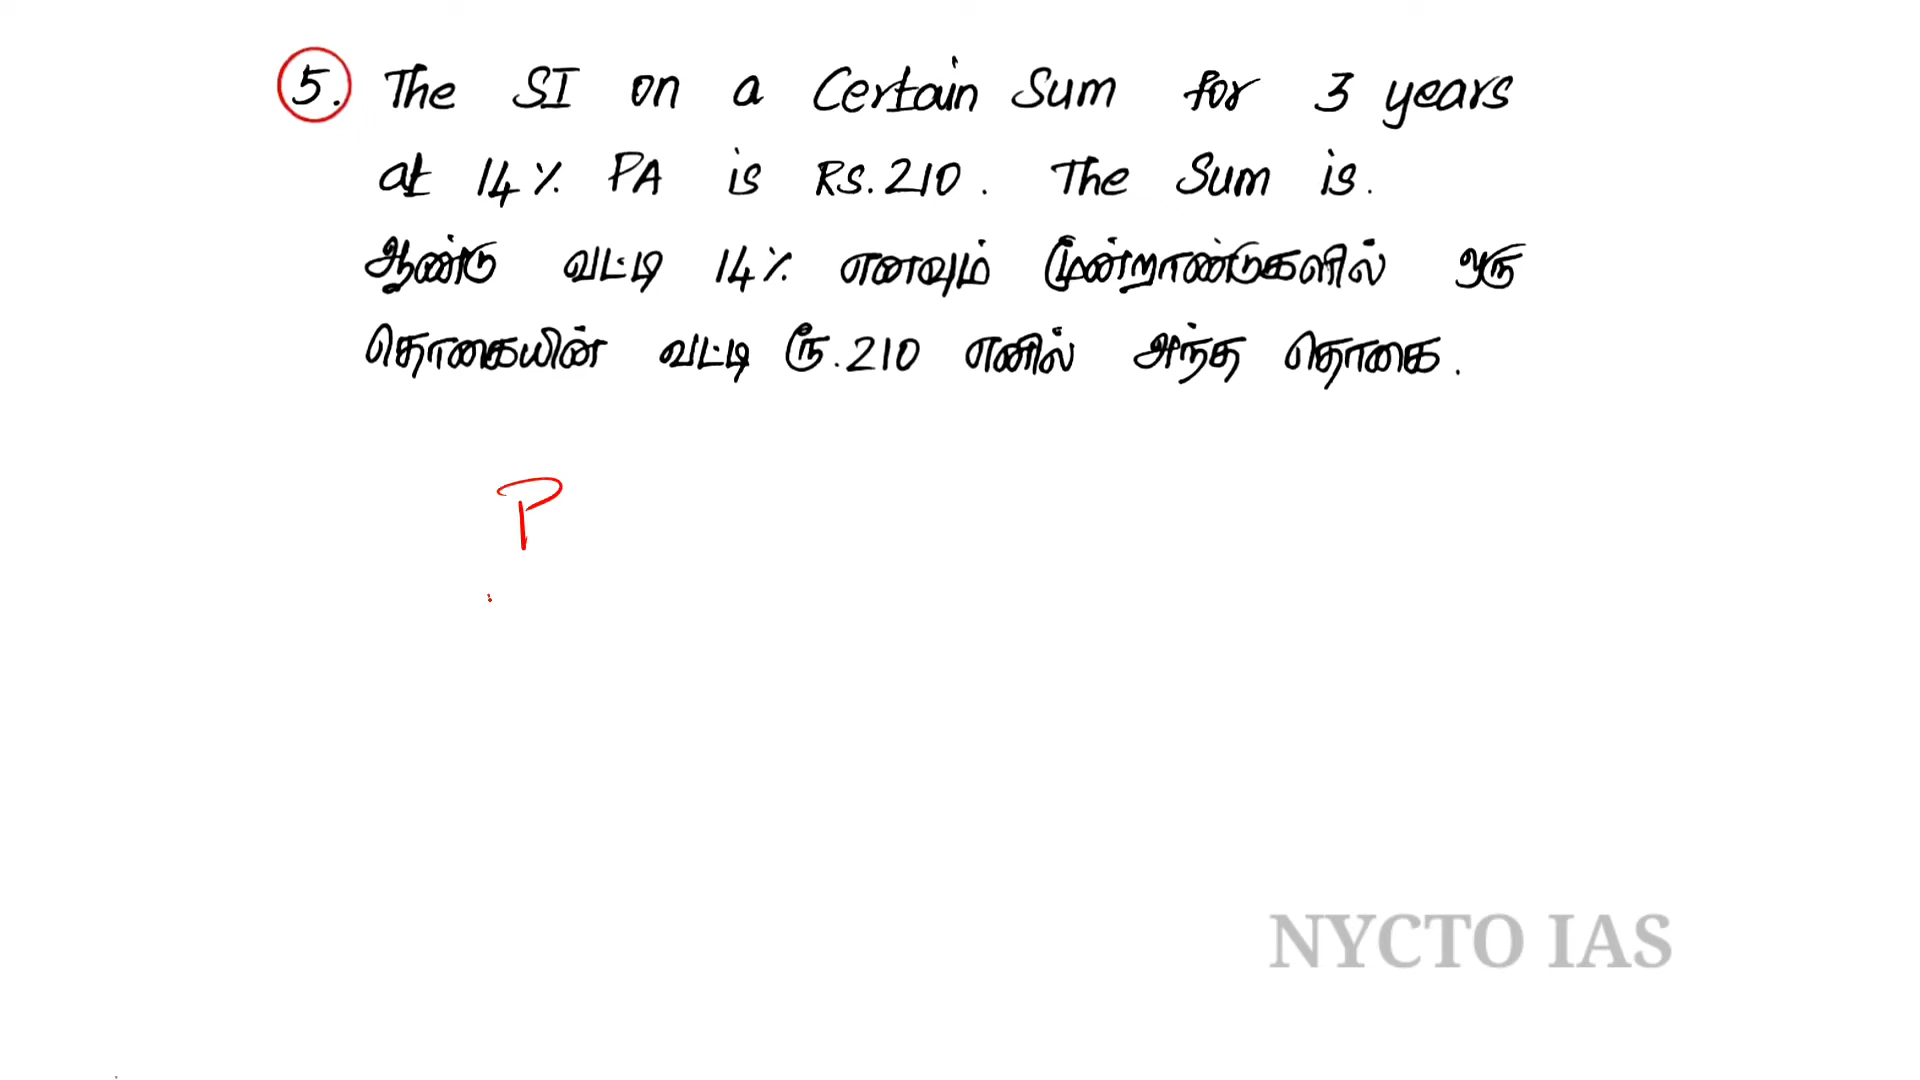 5. The SI on a Certain Sum for 3 years
at 14% PA is RS.210. The Sum is.
ஆண்டு வட்டி 14% எனவும் மூன்றாண்டுகளில் ஒரு
தொகையின் வட்டி ரூ.210 எனில் அந்த தொகை.
P
NYCTO IAS